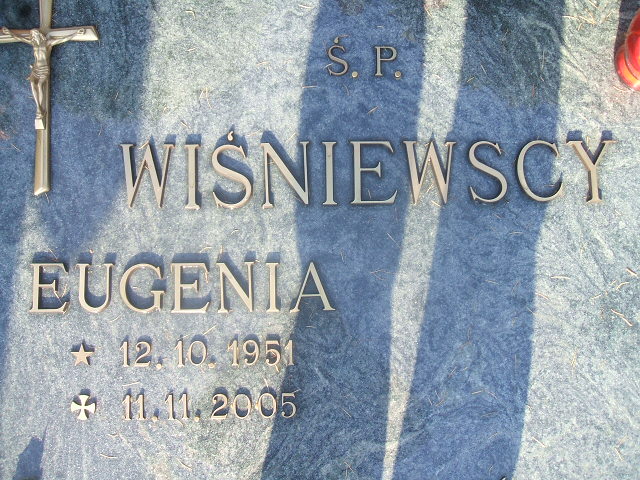 Ś. P.
WIŚNIEWSCY
EUGENIA
★ 12. 10. 1951
✠ 11. 11. 2005